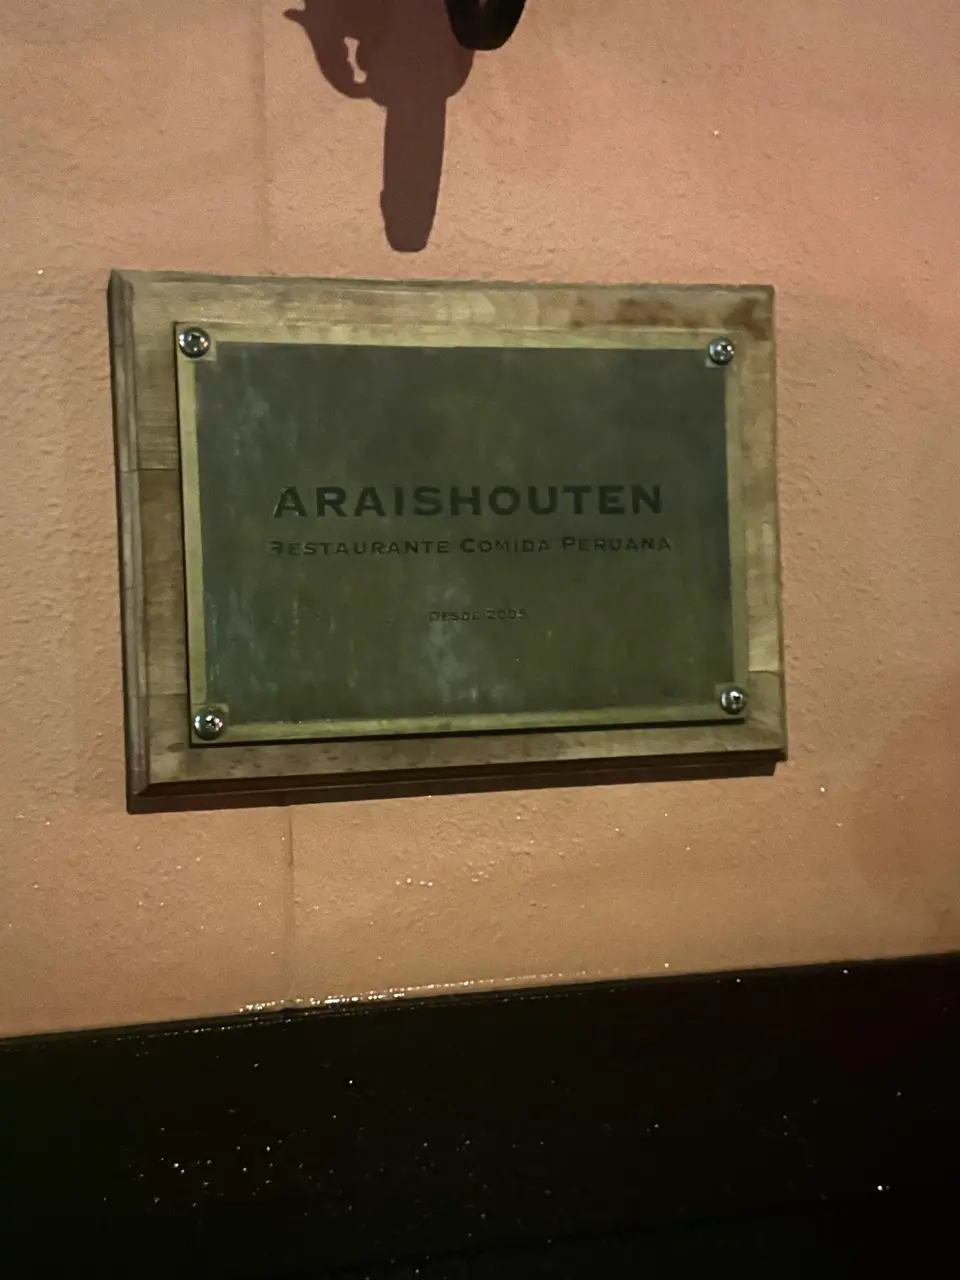 ARAISHOUTEN
RESTAURANTE COMIDA PERUANA
DESDE 2005